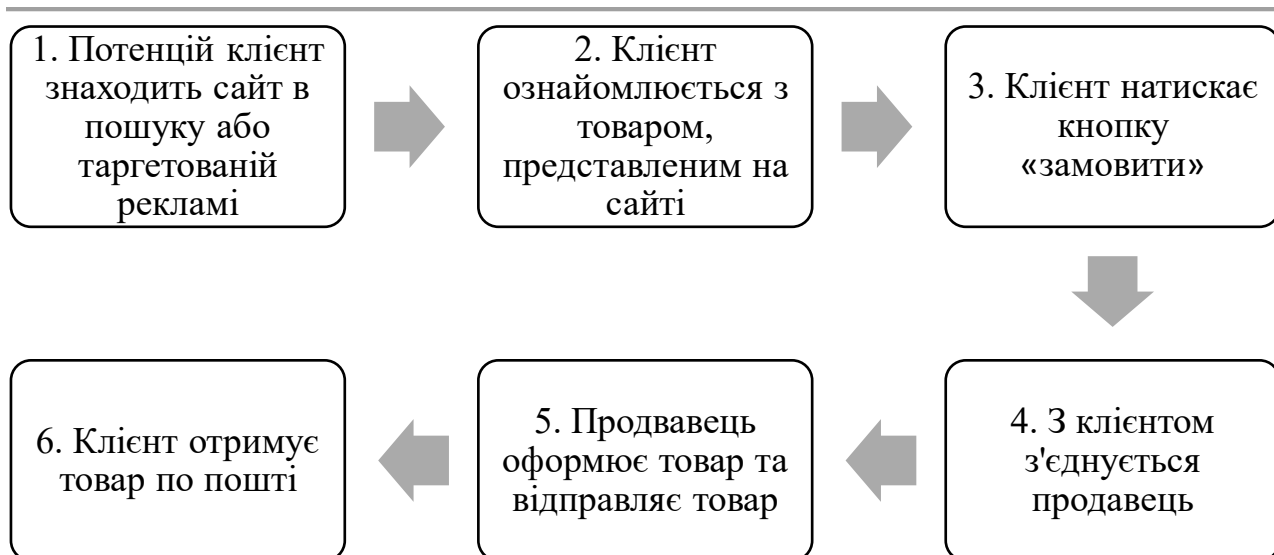 1. Потенцій клієнт
знаходить сайт в
пошуку або
таргетованій
рекламі
2. Клієнт
ознайомлюється з
товаром,
представленим на
сайті
3. Клієнт натискає
кнопку
«замовити»
4. З клієнтом
з'єднується
продавець
5. Продвавець
оформює товар та
відправляє товар
6. Клієнт отримує
товар по пошті